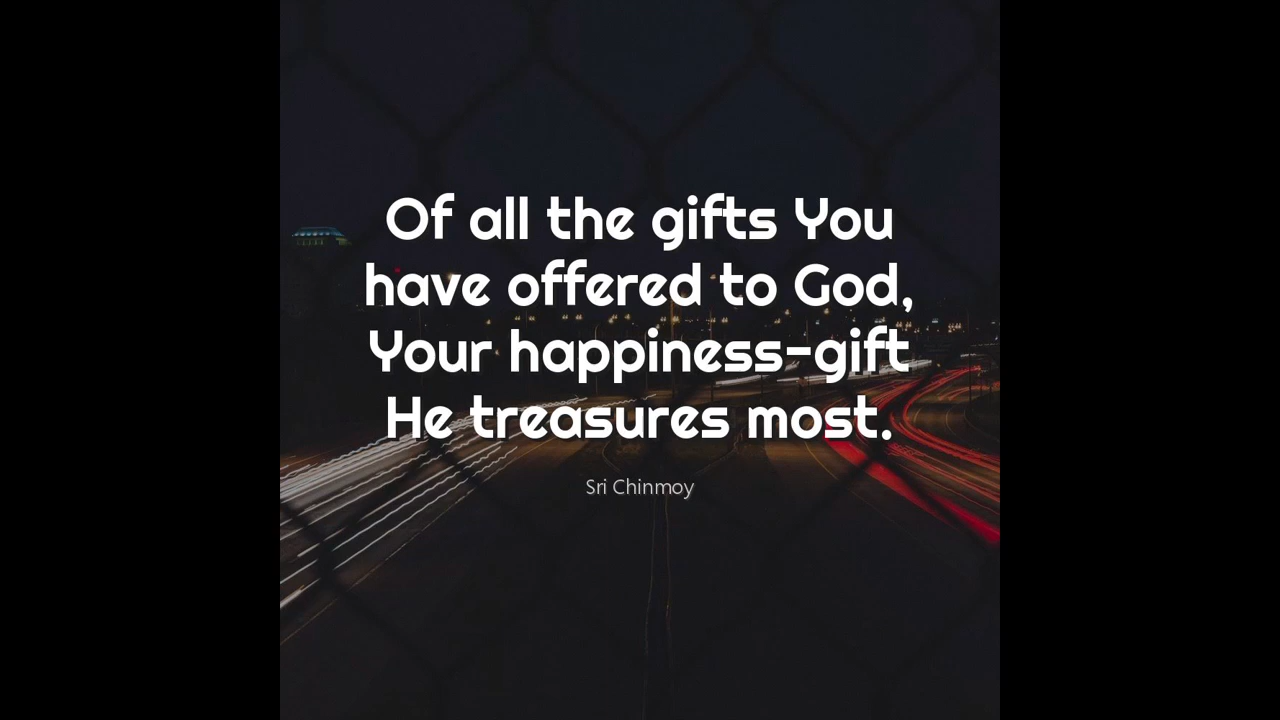 Of all the gifts You
have offered to God,
Your happiness-gift
He treasures most.
Sri Chinmoy